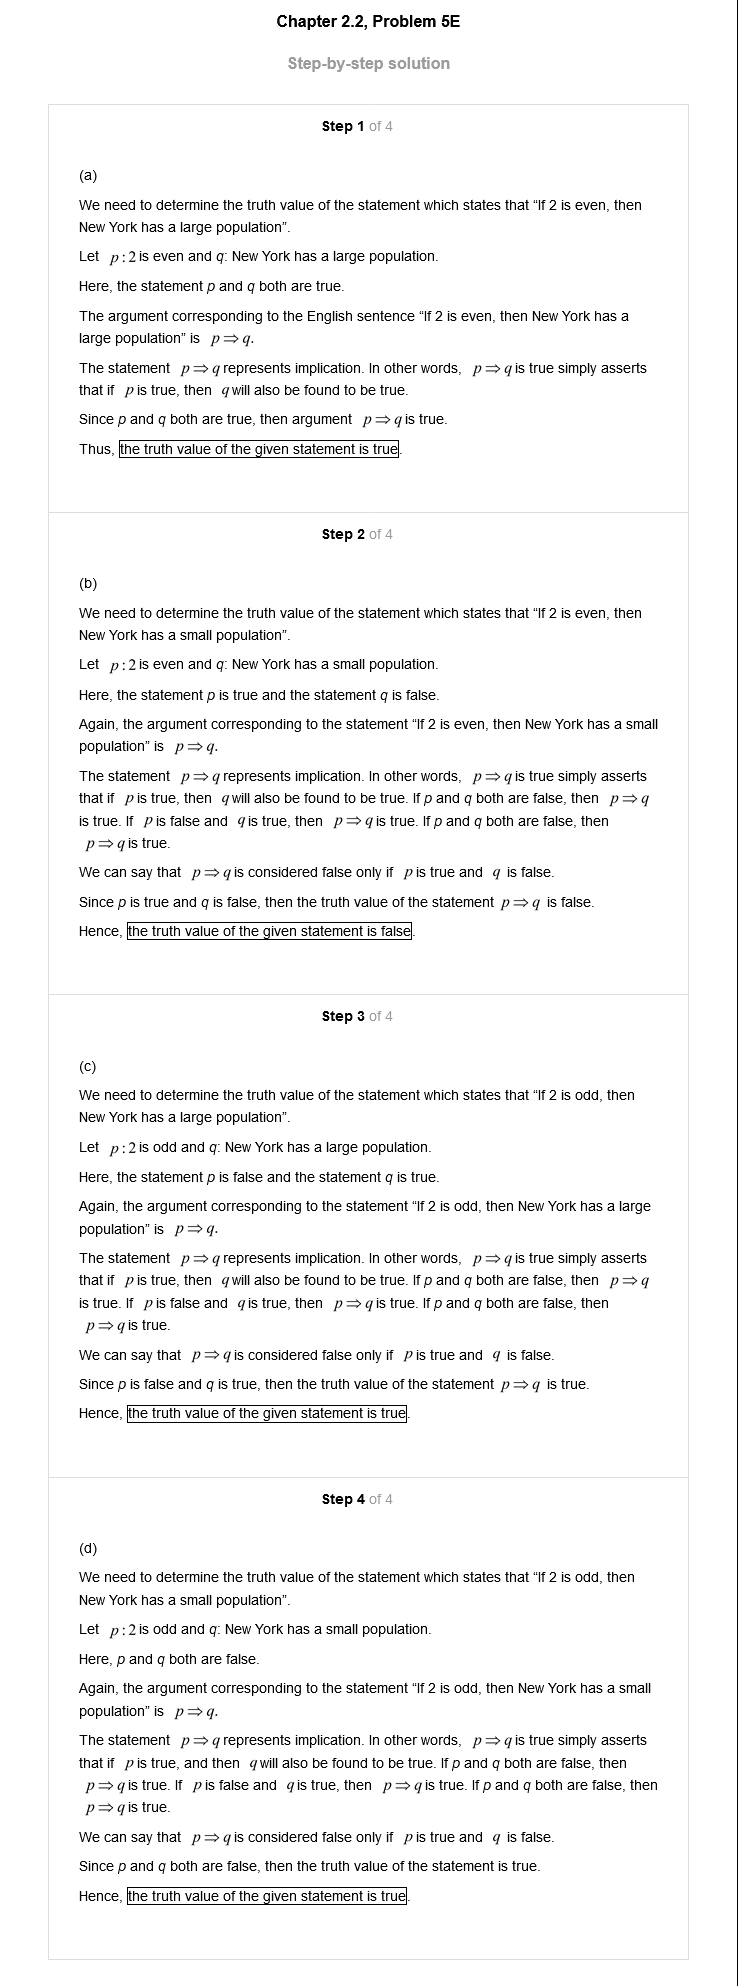 Chapter 2.2, Problem 5E
Step-by-step solution
Step 1 of 4
(a)
We need to determine the truth value of the statement which states that “If 2 is even, then
New York has a large population”.
Let p : 2 is even and q: New York has a large population.
Here, the statement p and q both are true.
The argument corresponding to the English sentence “If 2 is even, then New York has a
large population” is p ⇒ q.
The statement p ⇒ q represents implication. In other words, p ⇒ q is true simply asserts
that if p is true, then q will also be found to be true.
Since p and q both are true, then argument p ⇒ q is true.
Thus, the truth value of the given statement is true.
Step 2 of 4
(b)
We need to determine the truth value of the statement which states that “If 2 is even, then
New York has a small population”.
Let p : 2 is even and q: New York has a small population.
Here, the statement p is true and the statement q is false.
Again, the argument corresponding to the statement “If 2 is even, then New York has a small
population” is p ⇒ q.
The statement p ⇒ q represents implication. In other words, p ⇒ q is true simply asserts
that if p is true, then q will also be found to be true. If p and q both are false, then p ⇒ q
is true. If p is false and q is true, then p ⇒ q is true. If p and q both are false, then
p ⇒ q is true.
We can say that p ⇒ q is considered false only if p is true and q is false.
Since p is true and q is false, then the truth value of the statement p ⇒ q is false.
Hence, the truth value of the given statement is false.
Step 3 of 4
(c)
We need to determine the truth value of the statement which states that “If 2 is odd, then
New York has a large population”.
Let p : 2 is odd and q: New York has a large population.
Here, the statement p is false and the statement q is true.
Again, the argument corresponding to the statement “If 2 is odd, then New York has a large
population” is p ⇒ q.
The statement p ⇒ q represents implication. In other words, p ⇒ q is true simply asserts
that if p is true, then q will also be found to be true. If p and q both are false, then p ⇒ q
is true. If p is false and q is true, then p ⇒ q is true. If p and q both are false, then
p ⇒ q is true.
We can say that p ⇒ q is considered false only if p is true and q is false.
Since p is false and q is true, then the truth value of the statement p ⇒ q is true.
Hence, the truth value of the given statement is true.
Step 4 of 4
(d)
We need to determine the truth value of the statement which states that “If 2 is odd, then
New York has a small population”.
Let p : 2 is odd and q: New York has a small population.
Here, p and q both are false.
Again, the argument corresponding to the statement “If 2 is odd, then New York has a small
population” is p ⇒ q.
The statement p ⇒ q represents implication. In other words, p ⇒ q is true simply asserts
that if p is true, and then q will also be found to be true. If p and q both are false, then
p ⇒ q is true. If p is false and q is true, then p ⇒ q is true. If p and q both are false, then
p ⇒ q is true.
We can say that p ⇒ q is considered false only if p is true and q is false.
Since p and q both are false, then the truth value of the statement is true.
Hence, the truth value of the given statement is true.